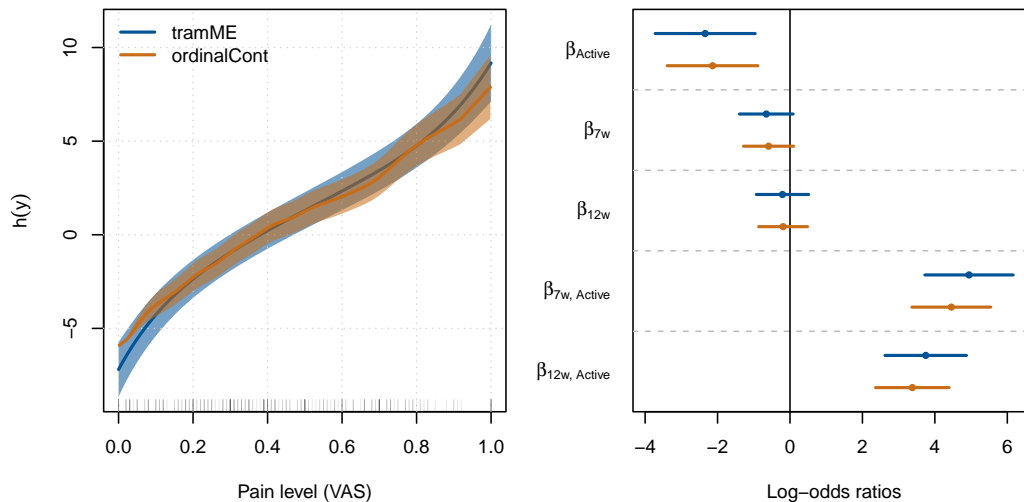 tramME
ordinalCont
h(y)
−5
0
5
10
0.0 0.2 0.4 0.6 0.8 1.0
Pain level (VAS)
βActive
β7w
β12w
β7w, Active
β12w, Active
−4 −2 0 2 4 6
Log−odds ratios